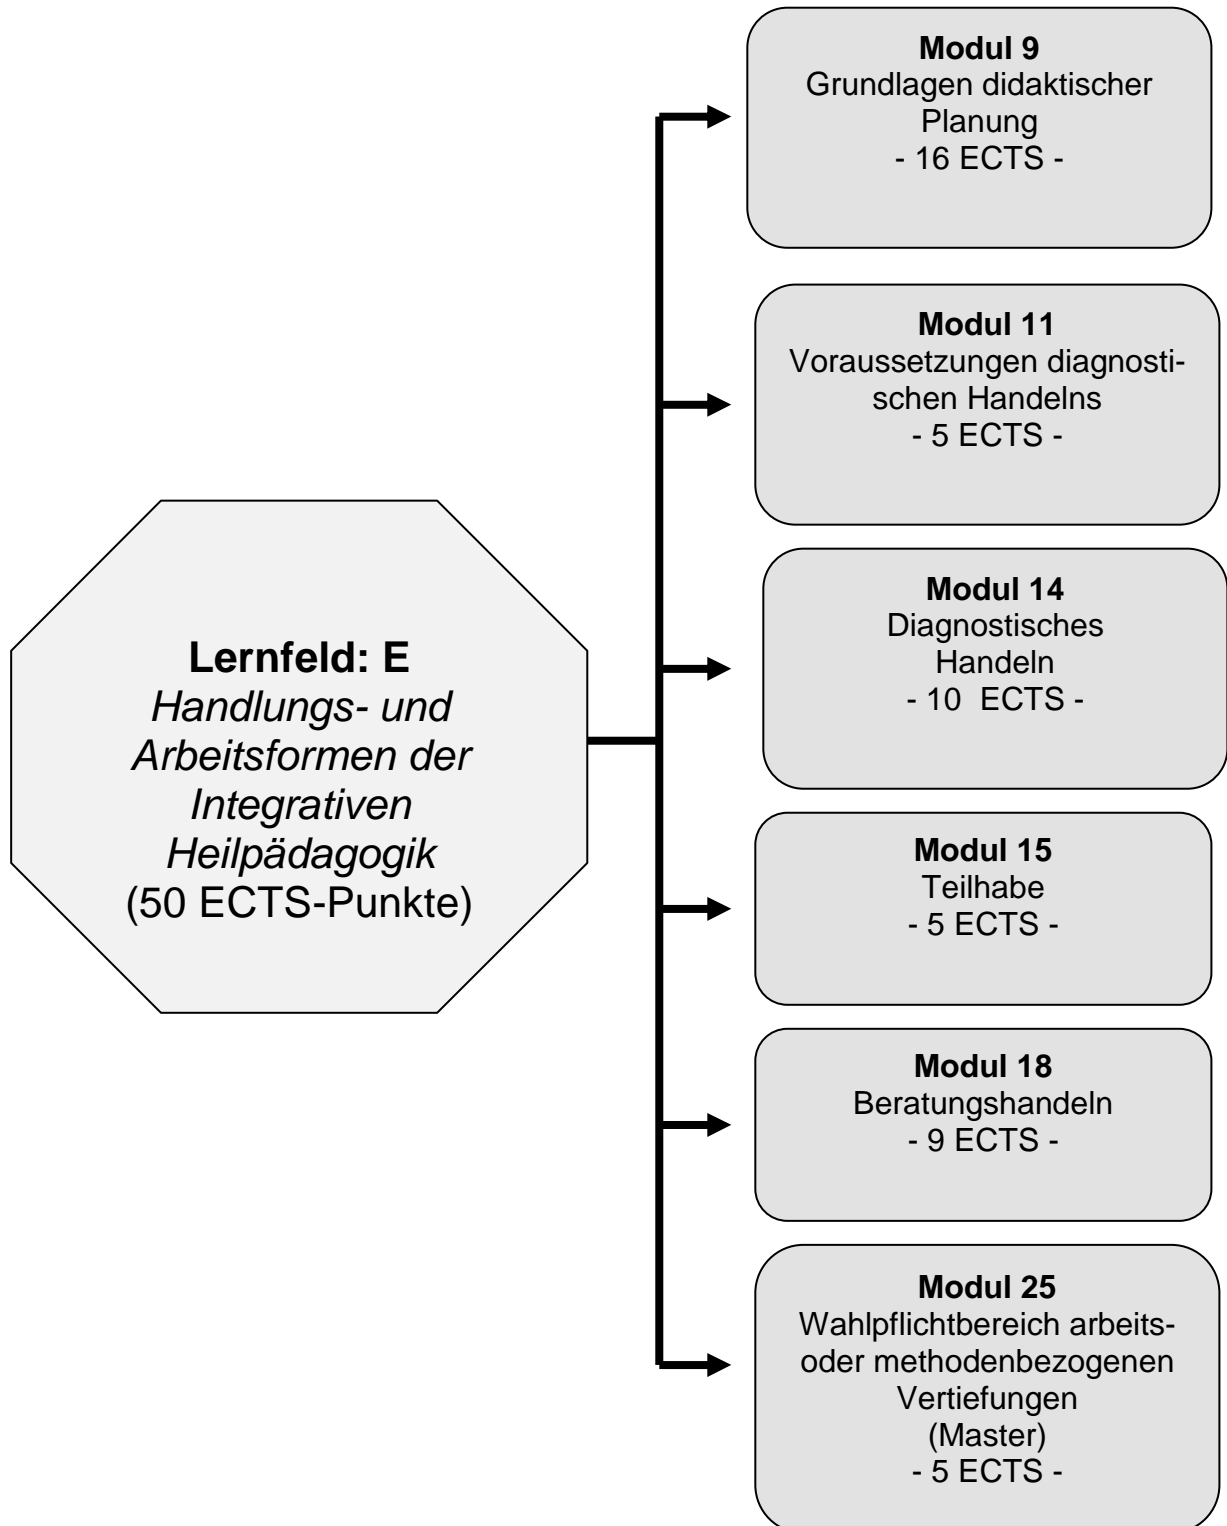 Modul 9
Grundlagen didaktischer
Planung
- 16 ECTS -
Modul 11
Voraussetzungen diagnosti-
schen Handelns
- 5 ECTS -
Modul 14
Diagnostisches
Handeln
- 10  ECTS -
Lernfeld: E
Handlungs- und
Arbeitsformen der
Integrativen
Heilpädagogik
(50 ECTS-Punkte)
Modul 15
Teilhabe
- 5 ECTS -
Modul 18
Beratungshandeln
- 9 ECTS -
Modul 25
Wahlpflichtbereich arbeits-
oder methodenbezogenen
Vertiefungen
(Master)
- 5 ECTS -